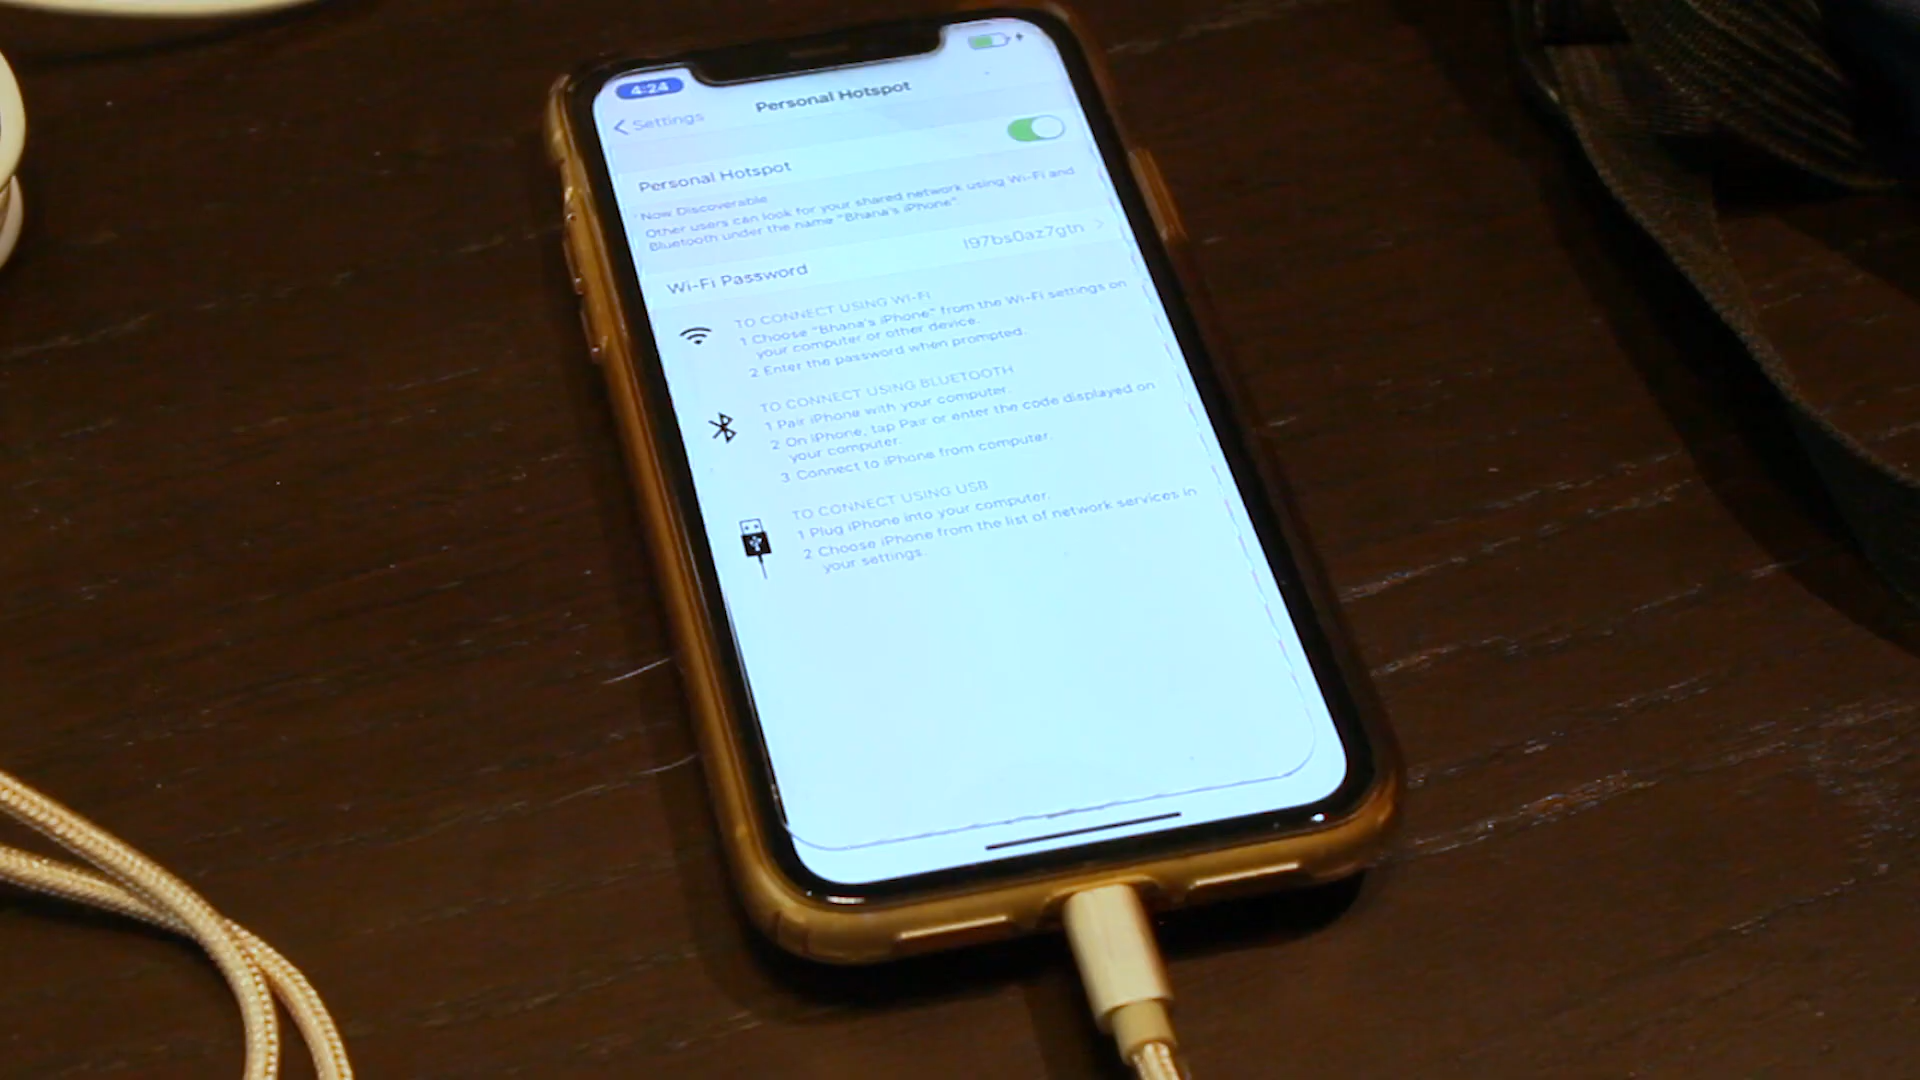 4:24
Settings
Personal Hotspot
Personal Hotspot
Now Discoverable
Other users can look for your shared network using Wi-Fi and
Bluetooth under the name "Bhana's iPhone".
Wi-Fi Password
TO CONNECT USING WI-FI
1 Choose "Bhana's iPhone" from the Wi-Fi settings on
your computer or other device.
2 Enter the password when prompted.
TO CONNECT USING BLUETOOTH
1 Pair iPhone with your computer.
2 On iPhone, tap Pair or enter the code displayed on
your computer.
3 Connect to iPhone from computer.
TO CONNECT USING USB
1 Plug iPhone into your computer.
2 Choose iPhone from the list of network services in
your settings.